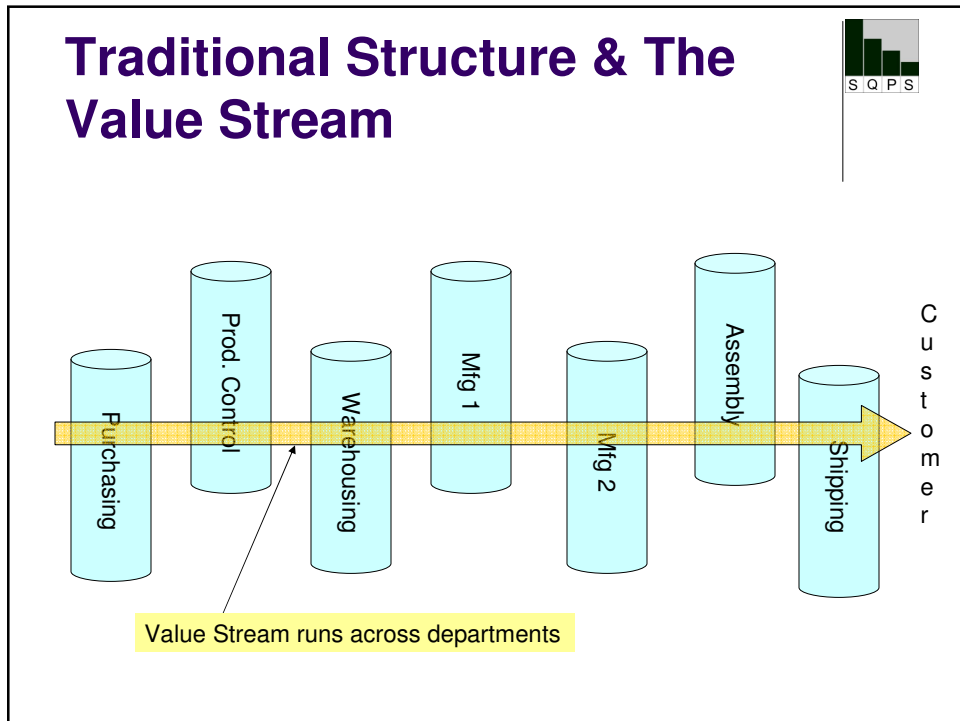 Traditional Structure & The
Value Stream
S Q P S
Purchasing
Prod. Control
Warehousing
Mfg 1
Mfg 2
Assembly
Shipping
Customer
Value Stream runs across departments